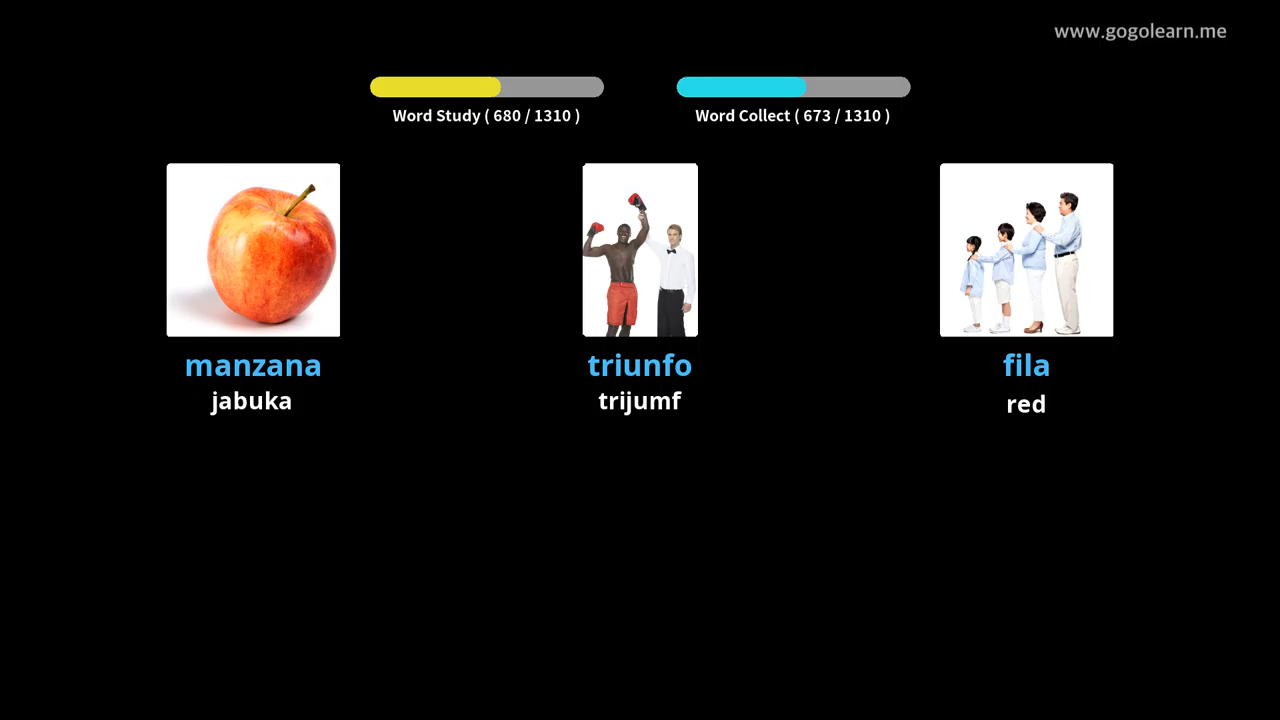 www.gogolearn.me
Word Study ( 680 / 1310 )
Word Collect ( 673 / 1310 )
manzana
jabuka
triunfo
trijumf
fila
red